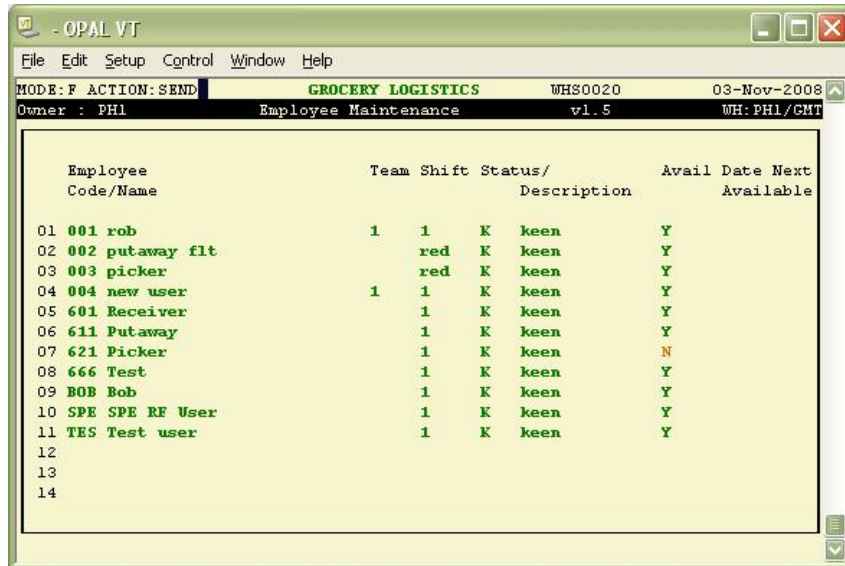 - OPAL VT
File Edit Setup Control Window Help
MODE:F ACTION:SEND GROCERY LOGISTICS WHS0020 03-Nov-2008
Owner : PH1 Employee Maintenance v1.5 WH:PH1/GMT
Employee Team Shift Status/ Avail Date Next
Code/Name Description Available
01 001 rob 1 1 K keen Y
02 002 putaway flt red K keen Y
03 003 picker red K keen Y
04 004 new user 1 1 K keen Y
05 601 Receiver 1 K keen Y
06 611 Putaway 1 K keen Y
07 621 Picker 1 K keen N
08 666 Test 1 K keen Y
09 BOB Bob 1 K keen Y
10 SPE SPE RF User 1 K keen Y
11 TES Test user 1 K keen Y
12
13
14